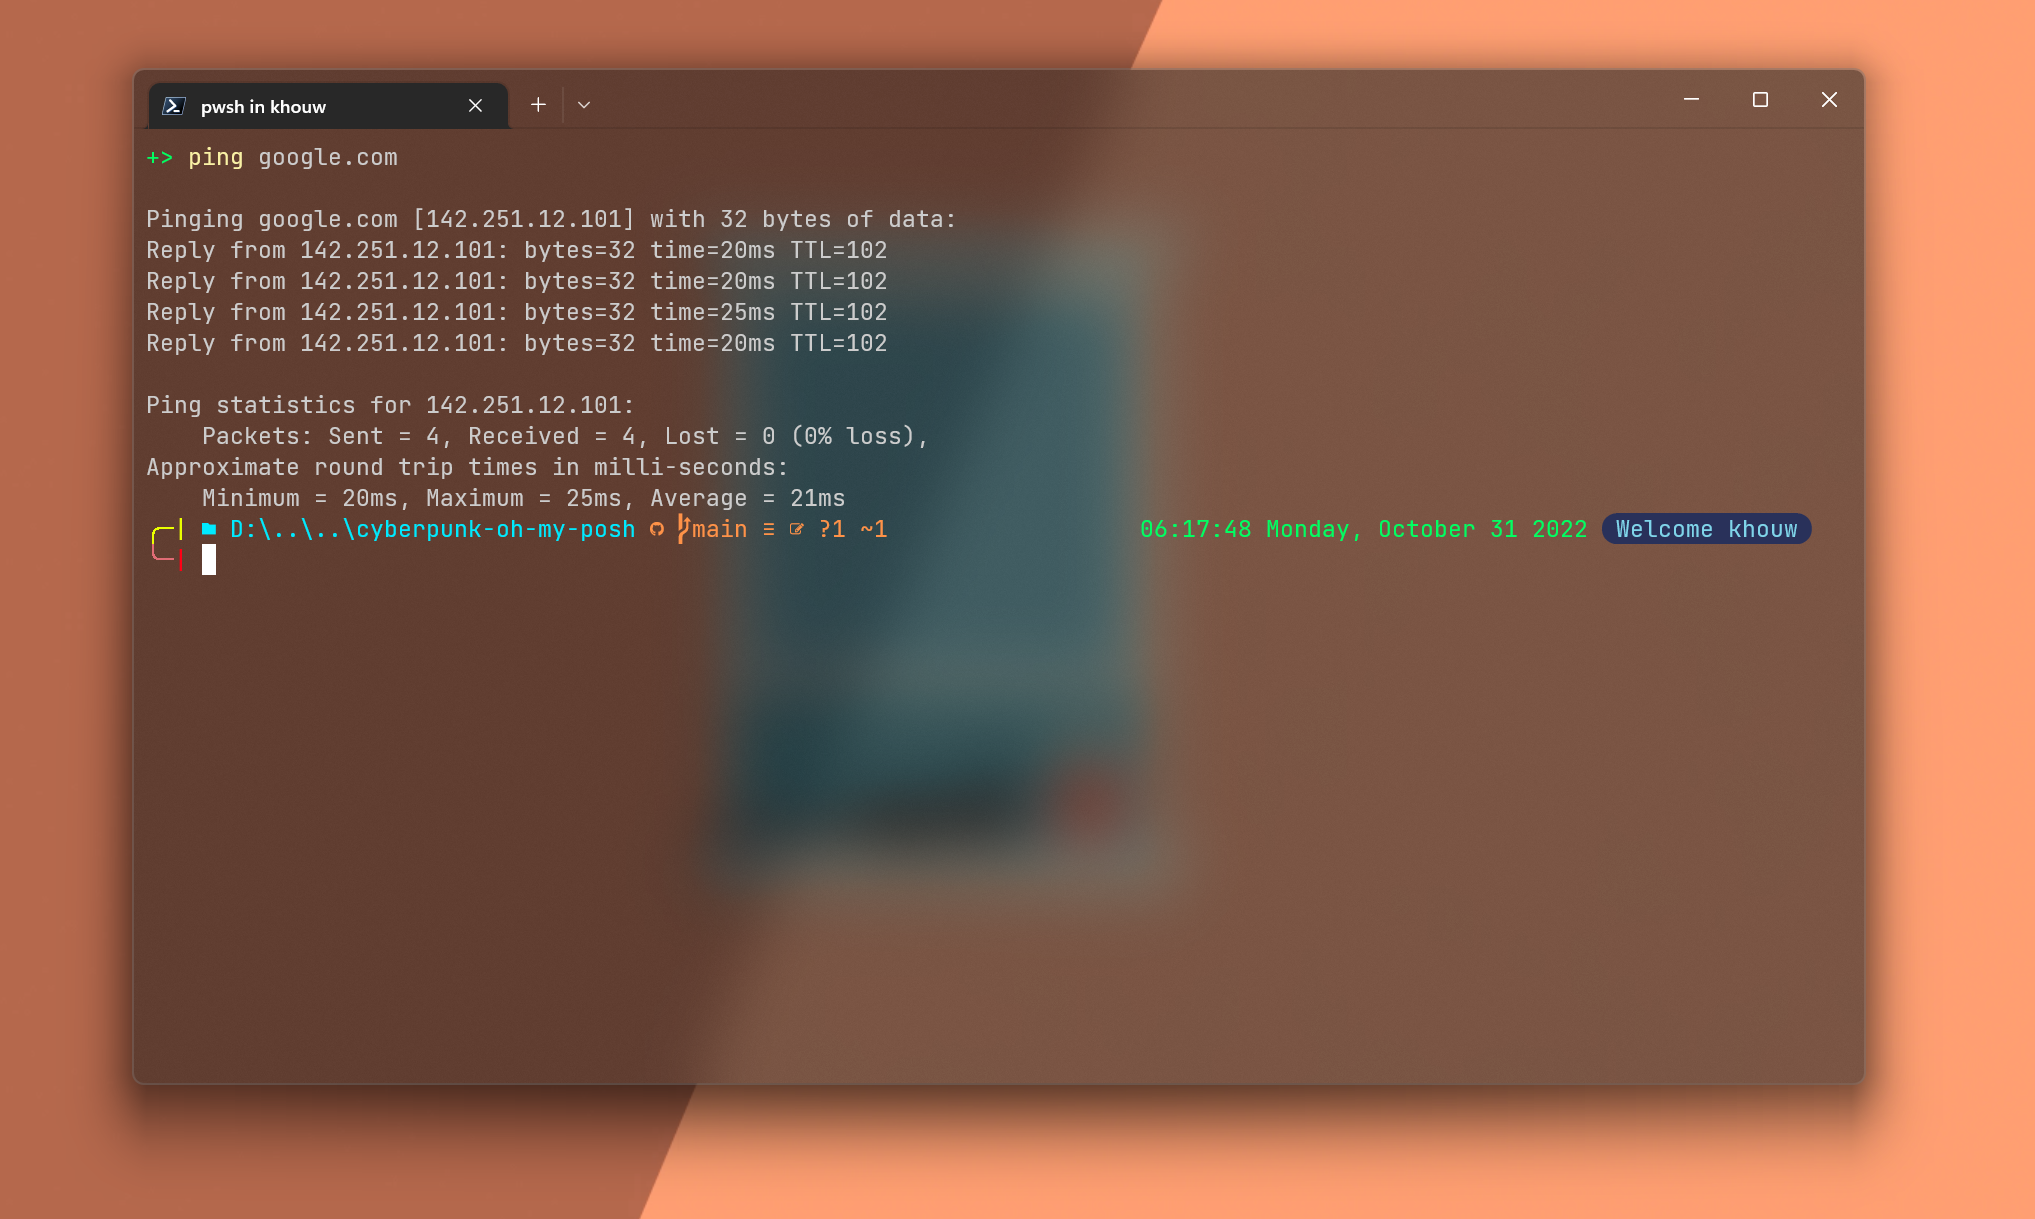 pwsh in khouw
+> ping google.com
Pinging google.com [142.251.12.101] with 32 bytes of data:
Reply from 142.251.12.101: bytes=32 time=20ms TTL=102
Reply from 142.251.12.101: bytes=32 time=20ms TTL=102
Reply from 142.251.12.101: bytes=32 time=25ms TTL=102
Reply from 142.251.12.101: bytes=32 time=20ms TTL=102
Ping statistics for 142.251.12.101:
Packets: Sent = 4, Received = 4, Lost = 0 (0% loss),
Approximate round trip times in milli-seconds:
Minimum = 20ms, Maximum = 25ms, Average = 21ms
D:\..\..\cyberpunk-oh-my-posh main ≡ ?1 ~1 06:17:48 Monday, October 31 2022 Welcome khouw